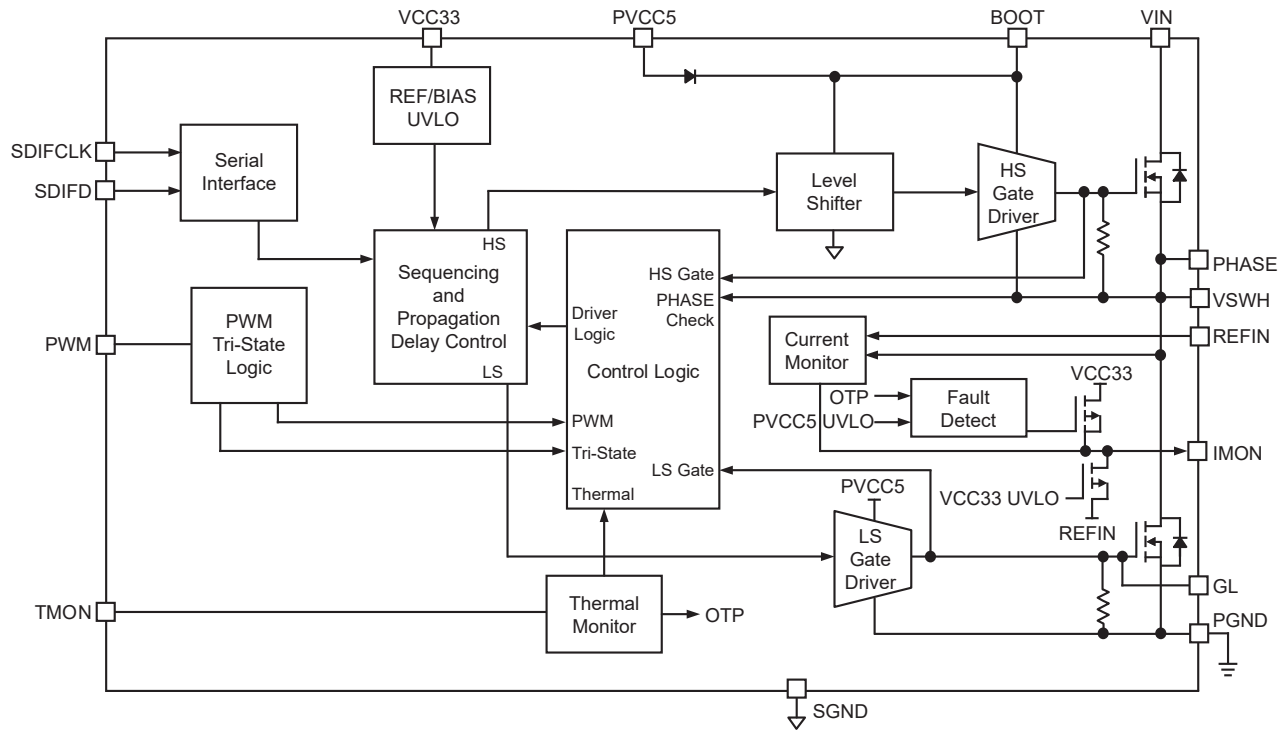 VCC33
PVCC5
BOOT
VIN
REF/BIAS
UVLO
SDIFCLK
SDIFD
Serial
Interface
Level
Shifter
HS
Gate
Driver
HS
Sequencing
and
Propagation
Delay Control
LS
HS Gate
PHASE
Check
Driver
Logic
Control Logic
PWM
Tri-State
LS Gate
Thermal
PHASE
VSWH
REFIN
PWM
PWM
Tri-State
Logic
Current
Monitor
VCC33
OTP
PVCC5 UVLO
Fault
Detect
IMON
VCC33 UVLO
REFIN
PVCC5
LS
Gate
Driver
GL
PGND
TMON
Thermal
Monitor
OTP
SGND